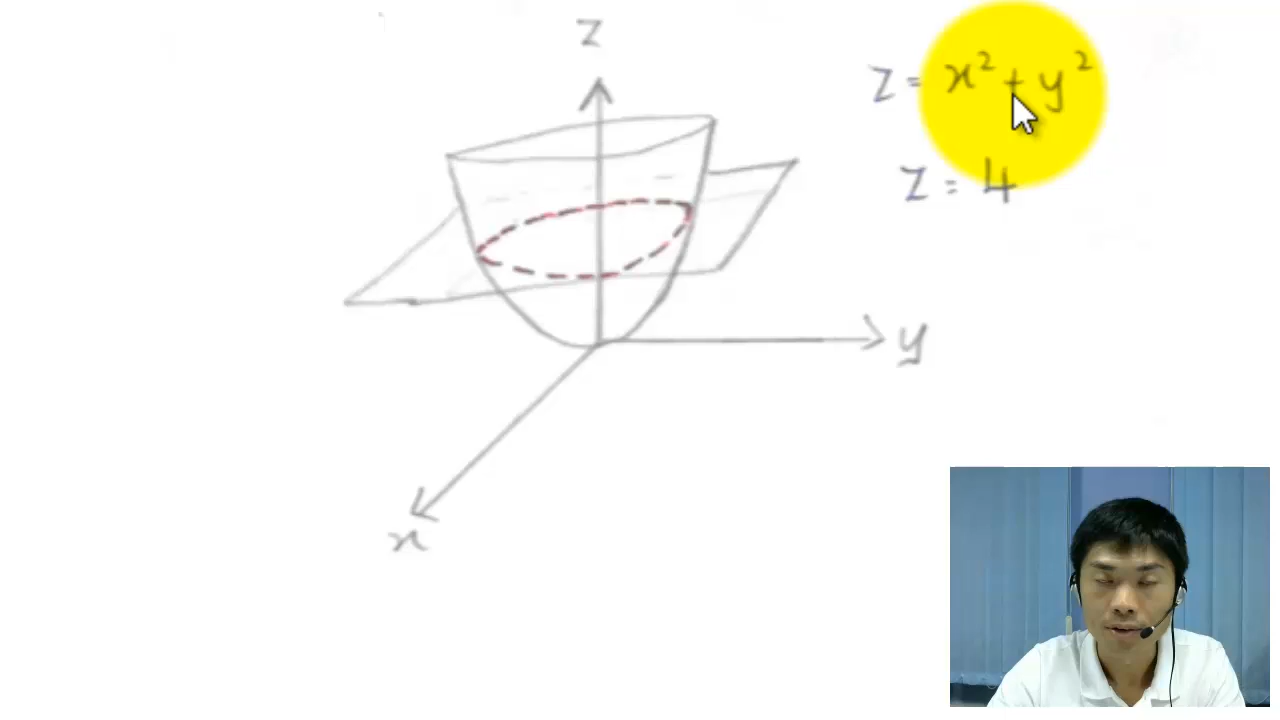 z
z = x² + y²
z = 4
y
x